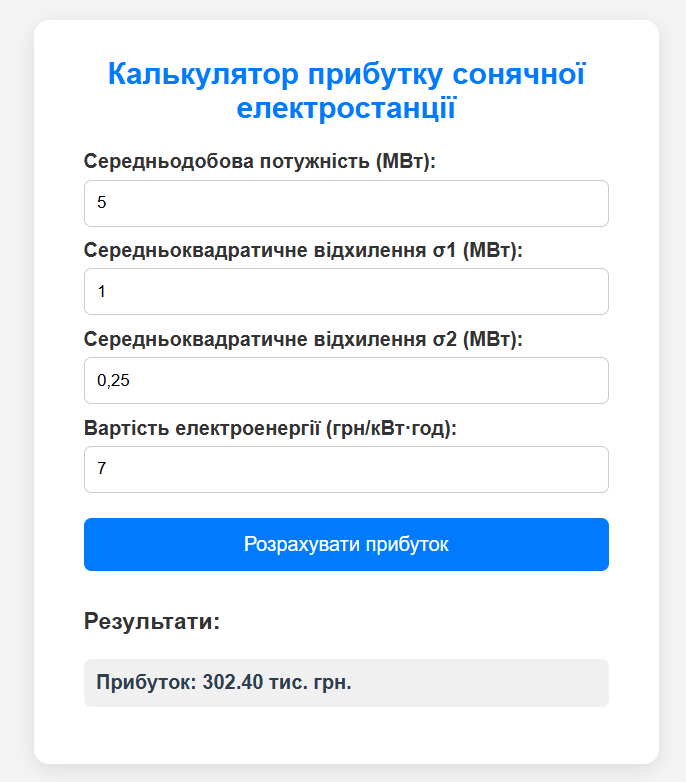 Калькулятор прибутку сонячної
електростанції
Середньодобова потужність (МВт):
5
Середньоквадратичне відхилення σ1 (МВт):
1
Середньоквадратичне відхилення σ2 (МВт):
0,25
Вартість електроенергії (грн/кВт·год):
7
Розрахувати прибуток
Результати:
Прибуток: 302.40 тис. грн.